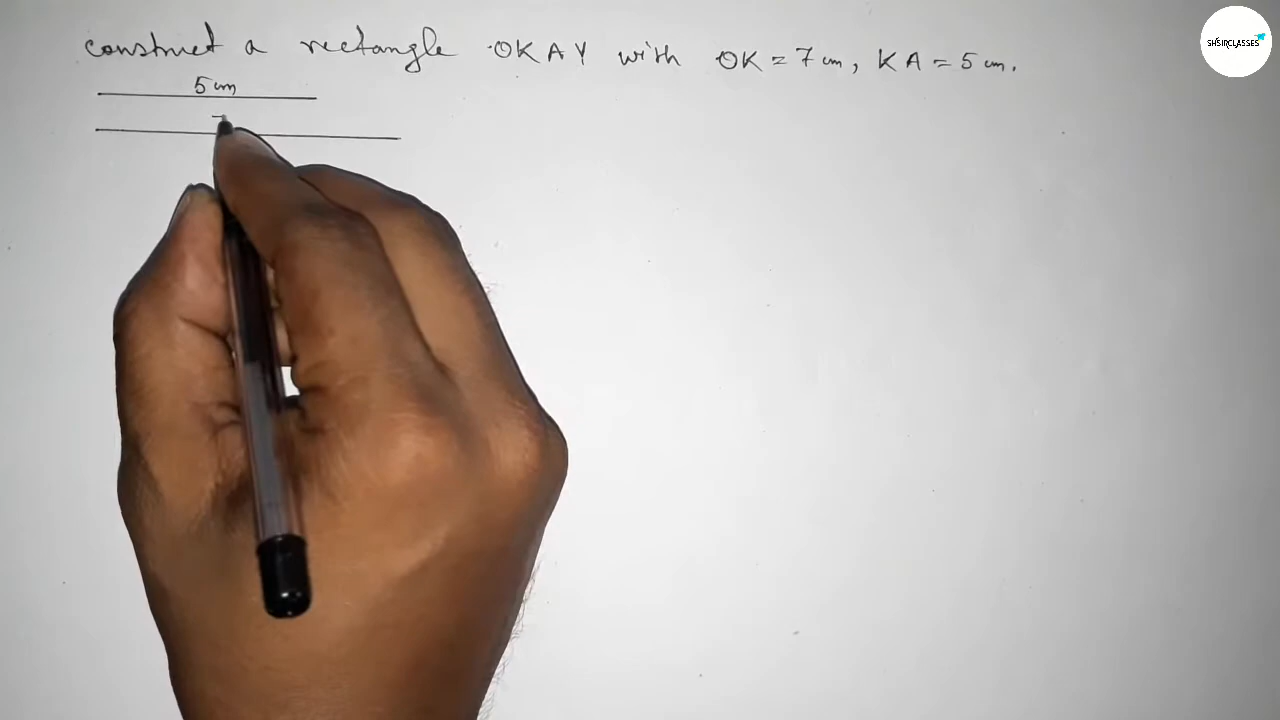 construct a rectangle OKAY with OK = 7 cm, KA = 5 cm.
5 cm
SHSIRCLASSES